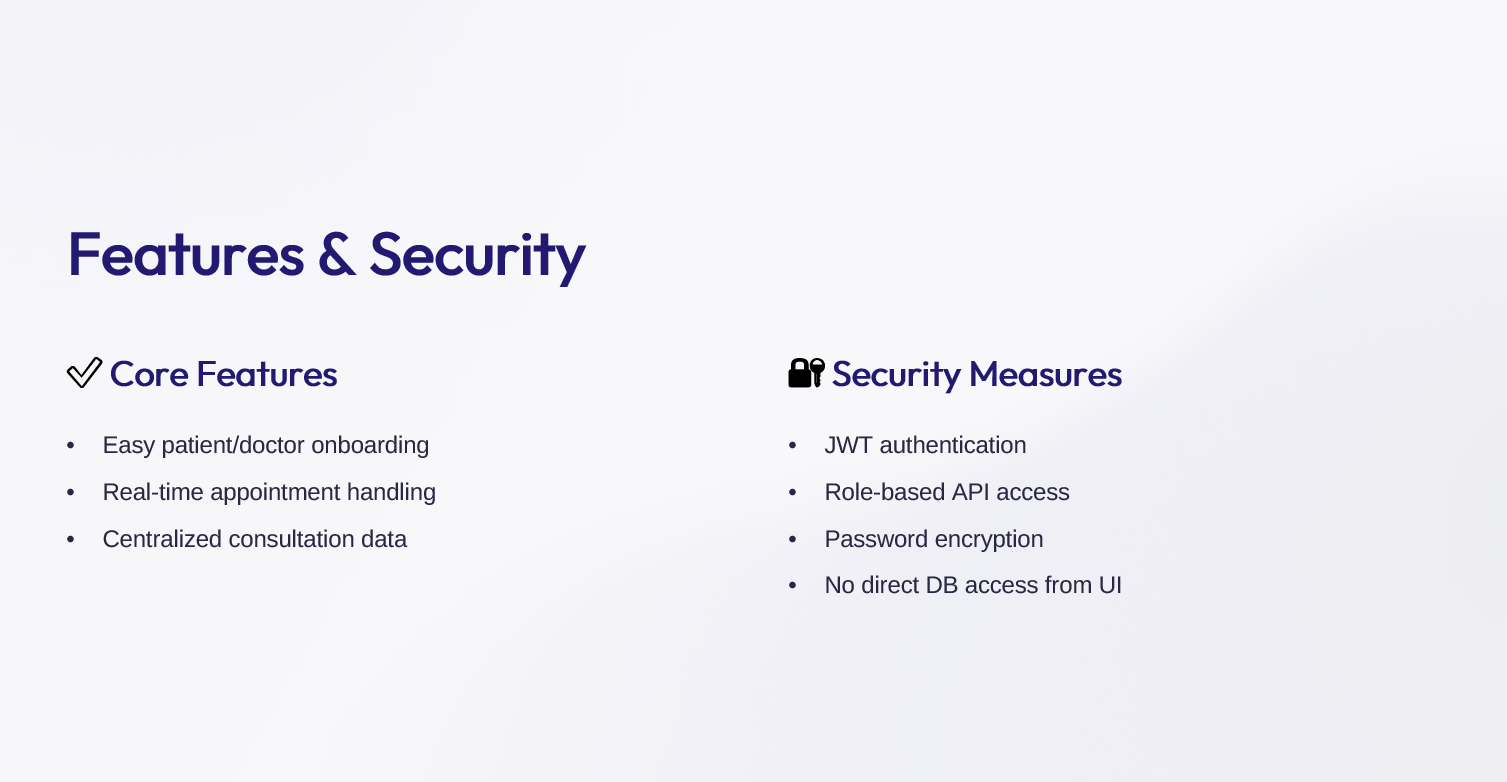 Features & Security
Core Features
• Easy patient/doctor onboarding
• Real-time appointment handling
• Centralized consultation data
Security Measures
• JWT authentication
• Role-based API access
• Password encryption
• No direct DB access from UI